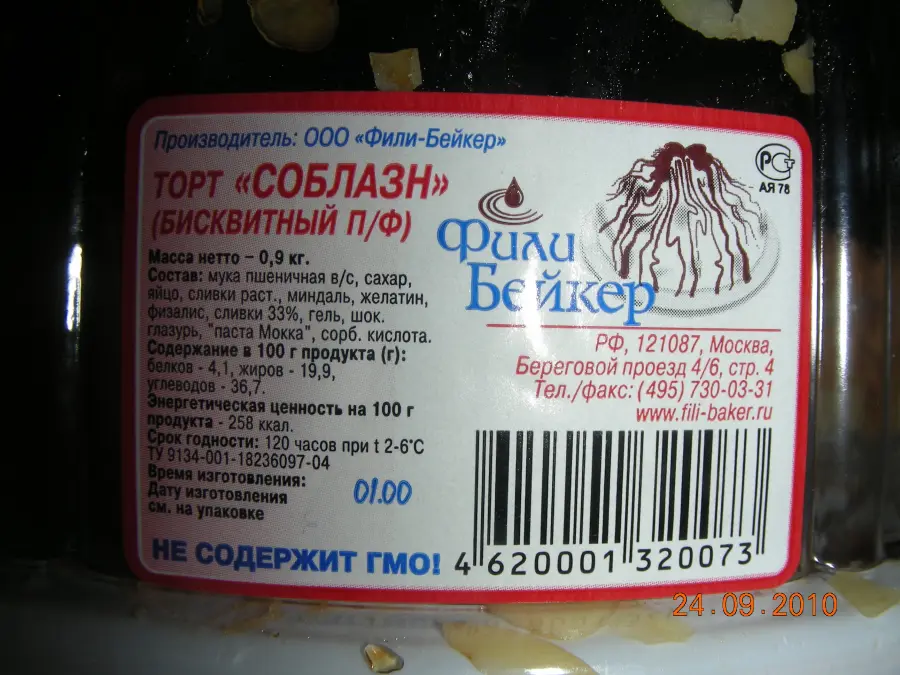 Производитель: ООО «Фили-Бейкер»
ТОРТ «СОБЛАЗН»
(БИСКВИТНЫЙ П/Ф)
Масса нетто – 0,9 кг.
Состав: мука пшеничная в/с, сахар,
яйцо, сливки раст., миндаль, желатин,
физалис, сливки 33%, гель, шок.
глазурь, "паста Мокка", сорб. кислота.
Содержание в 100 г продукта (г):
белков - 4,1, жиров - 19,9,
углеводов - 36,7.
Энергетическая ценность на 100 г
продукта - 258 ккал.
Срок годности: 120 часов при t 2-6°C
ТУ 9134-001-18236097-04
Время изготовления:
01.00
Дату изготовления
см. на упаковке
НЕ СОДЕРЖИТ ГМО!
РСТ
АЯ 78
Фили
Бейкер
РФ, 121087, Москва,
Береговой проезд 4/6, стр. 4
Тел./факс: (495) 730-03-31
www.fili-baker.ru
4 620001 320073
24.09.2010